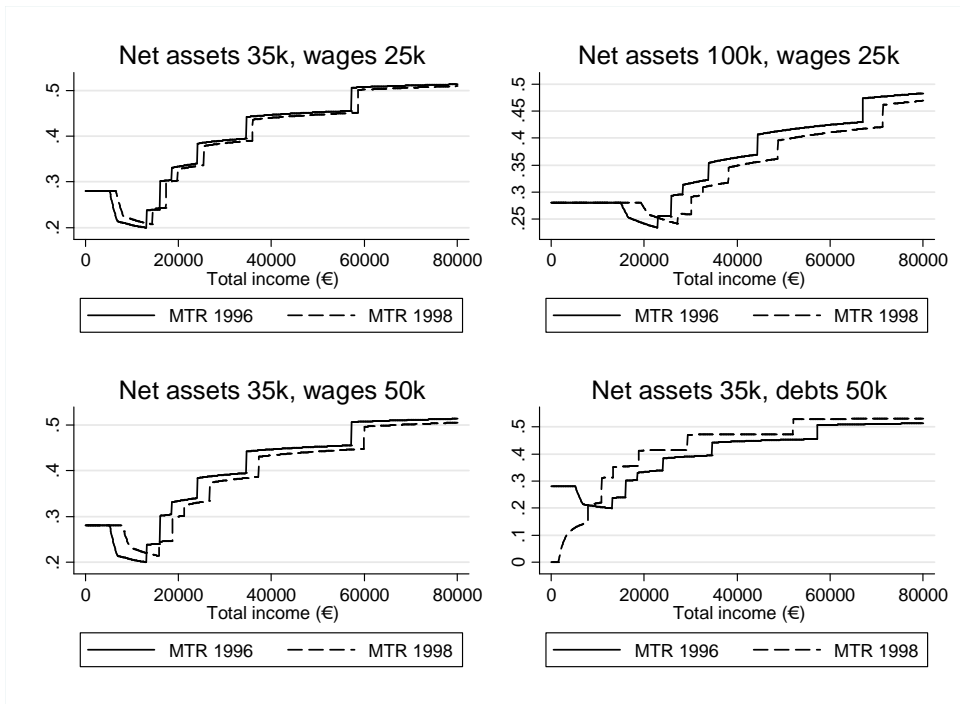 Net assets 35k, wages 25k
.5
.4
.3
.2
0 20000 40000 60000 80000
Total income (€)
MTR 1996 MTR 1998
Net assets 100k, wages 25k
.5
.45
.4
.35
.3
.25
0 20000 40000 60000 80000
Total income (€)
MTR 1996 MTR 1998
Net assets 35k, wages 50k
.5
.4
.3
.2
0 20000 40000 60000 80000
Total income (€)
MTR 1996 MTR 1998
Net assets 35k, debts 50k
.5
.4
.3
.2
.1
0
0 20000 40000 60000 80000
Total income (€)
MTR 1996 MTR 1998